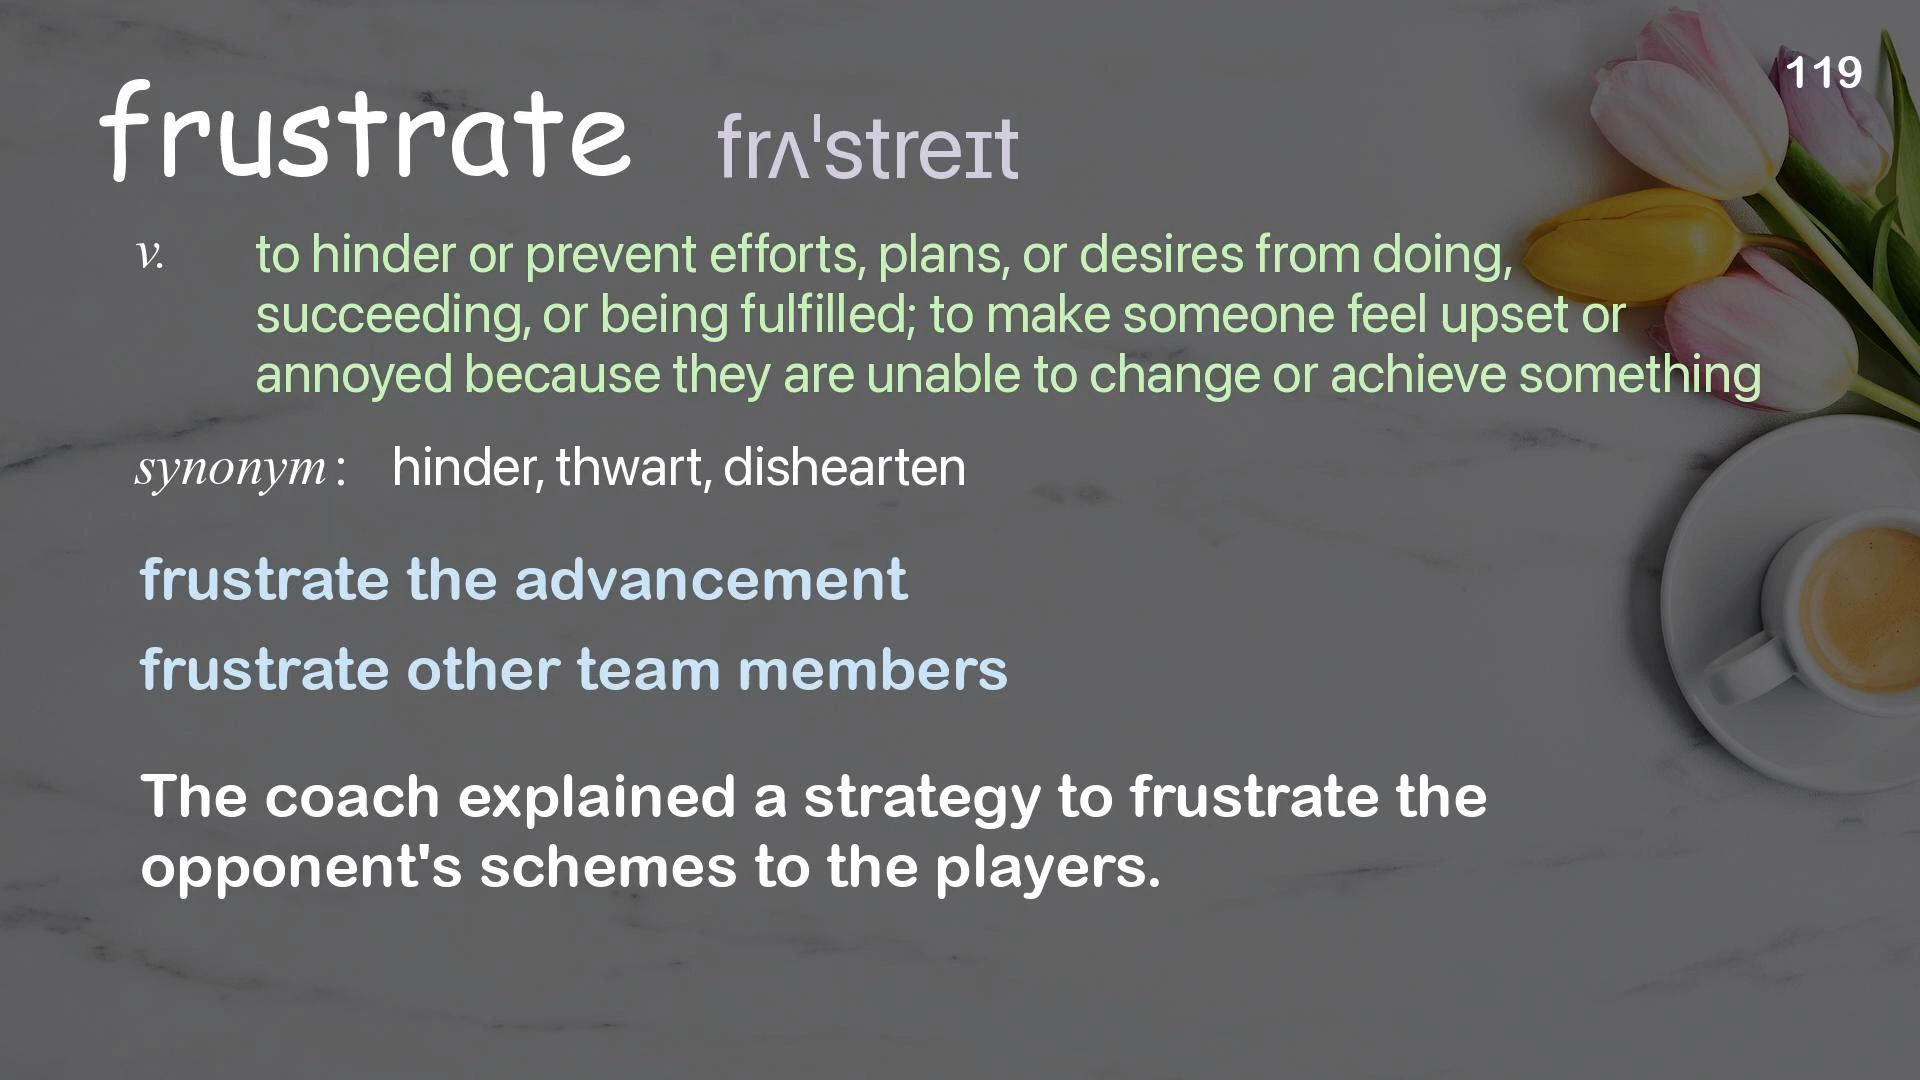 119
frustrate frʌˈstreɪt
v. to hinder or prevent efforts, plans, or desires from doing,
succeeding, or being fulfilled; to make someone feel upset or
annoyed because they are unable to change or achieve something
synonym: hinder, thwart, dishearten
frustrate the advancement
frustrate other team members
The coach explained a strategy to frustrate the
opponent's schemes to the players.